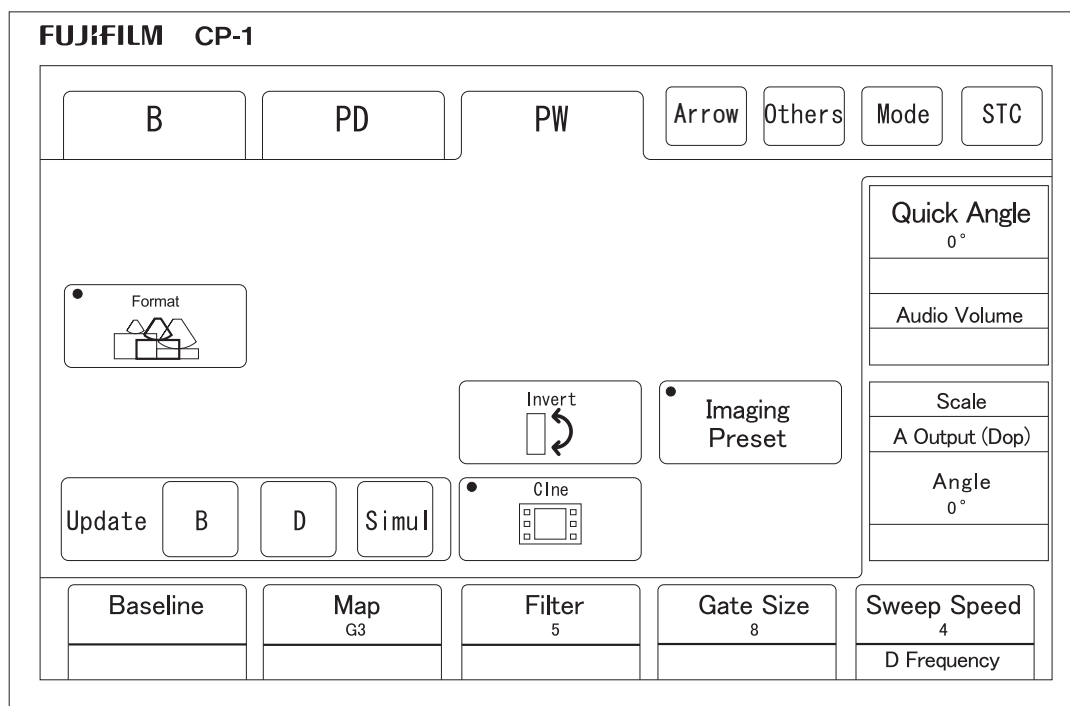 FUJIFILM CP-1
B PD PW Arrow Others Mode STC
Quick Angle
0°
Audio Volume
Format
Invert
Imaging
Preset
Scale
A Output (Dop)
Angle
0°
Update B D Simul
CIne
Baseline
Map
G3
Filter
5
Gate Size
8
Sweep Speed
4
D Frequency